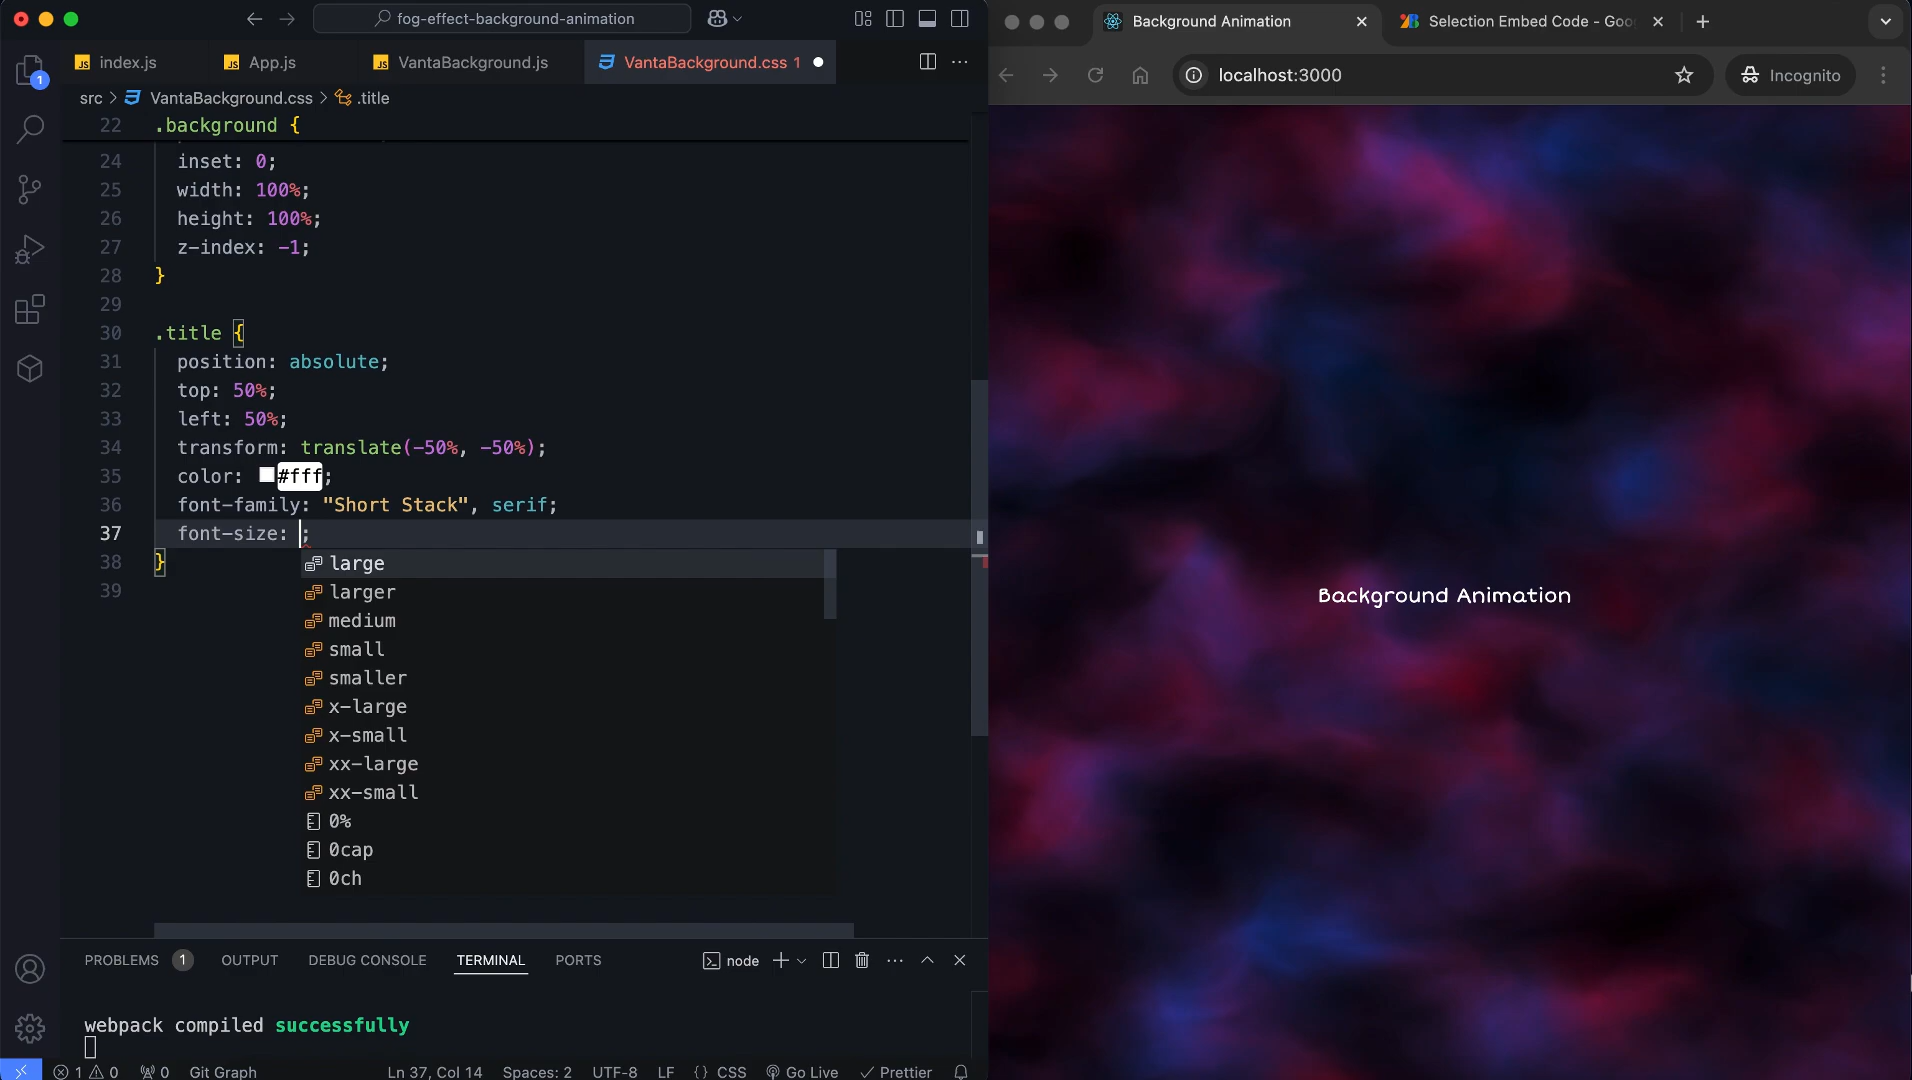 fog-effect-background-animation
index.js
App.js
VantaBackground.js
VantaBackground.css 1
src > VantaBackground.css > .title
1
22 .background {
24 inset: 0;
25 width: 100%;
26 height: 100%;
27 z-index: -1;
28 }
29
30 .title {
31 position: absolute;
32 top: 50%;
33 left: 50%;
34 transform: translate(-50%, -50%);
35 color: #fff;
36 font-family: "Short Stack", serif;
37 font-size: ;
38 }
39
large
larger
medium
small
smaller
x-large
x-small
xx-large
xx-small
0%
0cap
0ch
PROBLEMS 1 OUTPUT DEBUG CONSOLE TERMINAL PORTS
node
webpack compiled successfully
1 0 0 Git Graph Ln 37, Col 14 Spaces: 2 UTF-8 LF {} CSS Go Live Prettier
Background Animation
Selection Embed Code - Goo
localhost:3000
Incognito
Background Animation